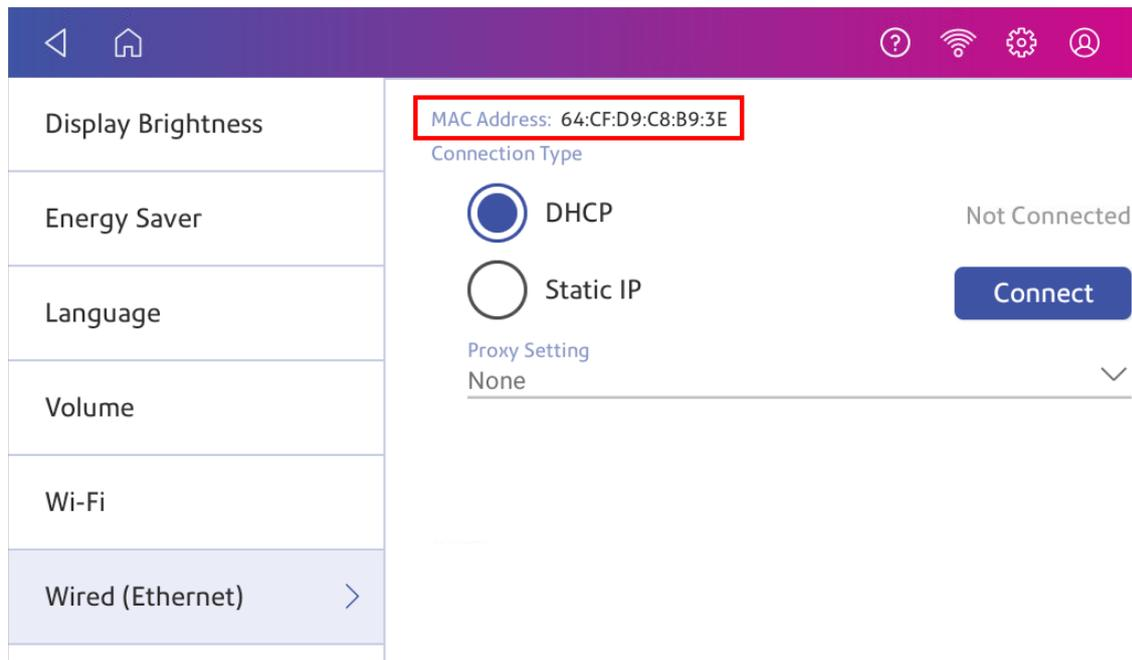 Display Brightness
Energy Saver
Language
Volume
Wi-Fi
Wired (Ethernet)
MAC Address: 64:CF:D9:C8:B9:3E
Connection Type
DHCP
Not Connected
Static IP
Connect
Proxy Setting
None